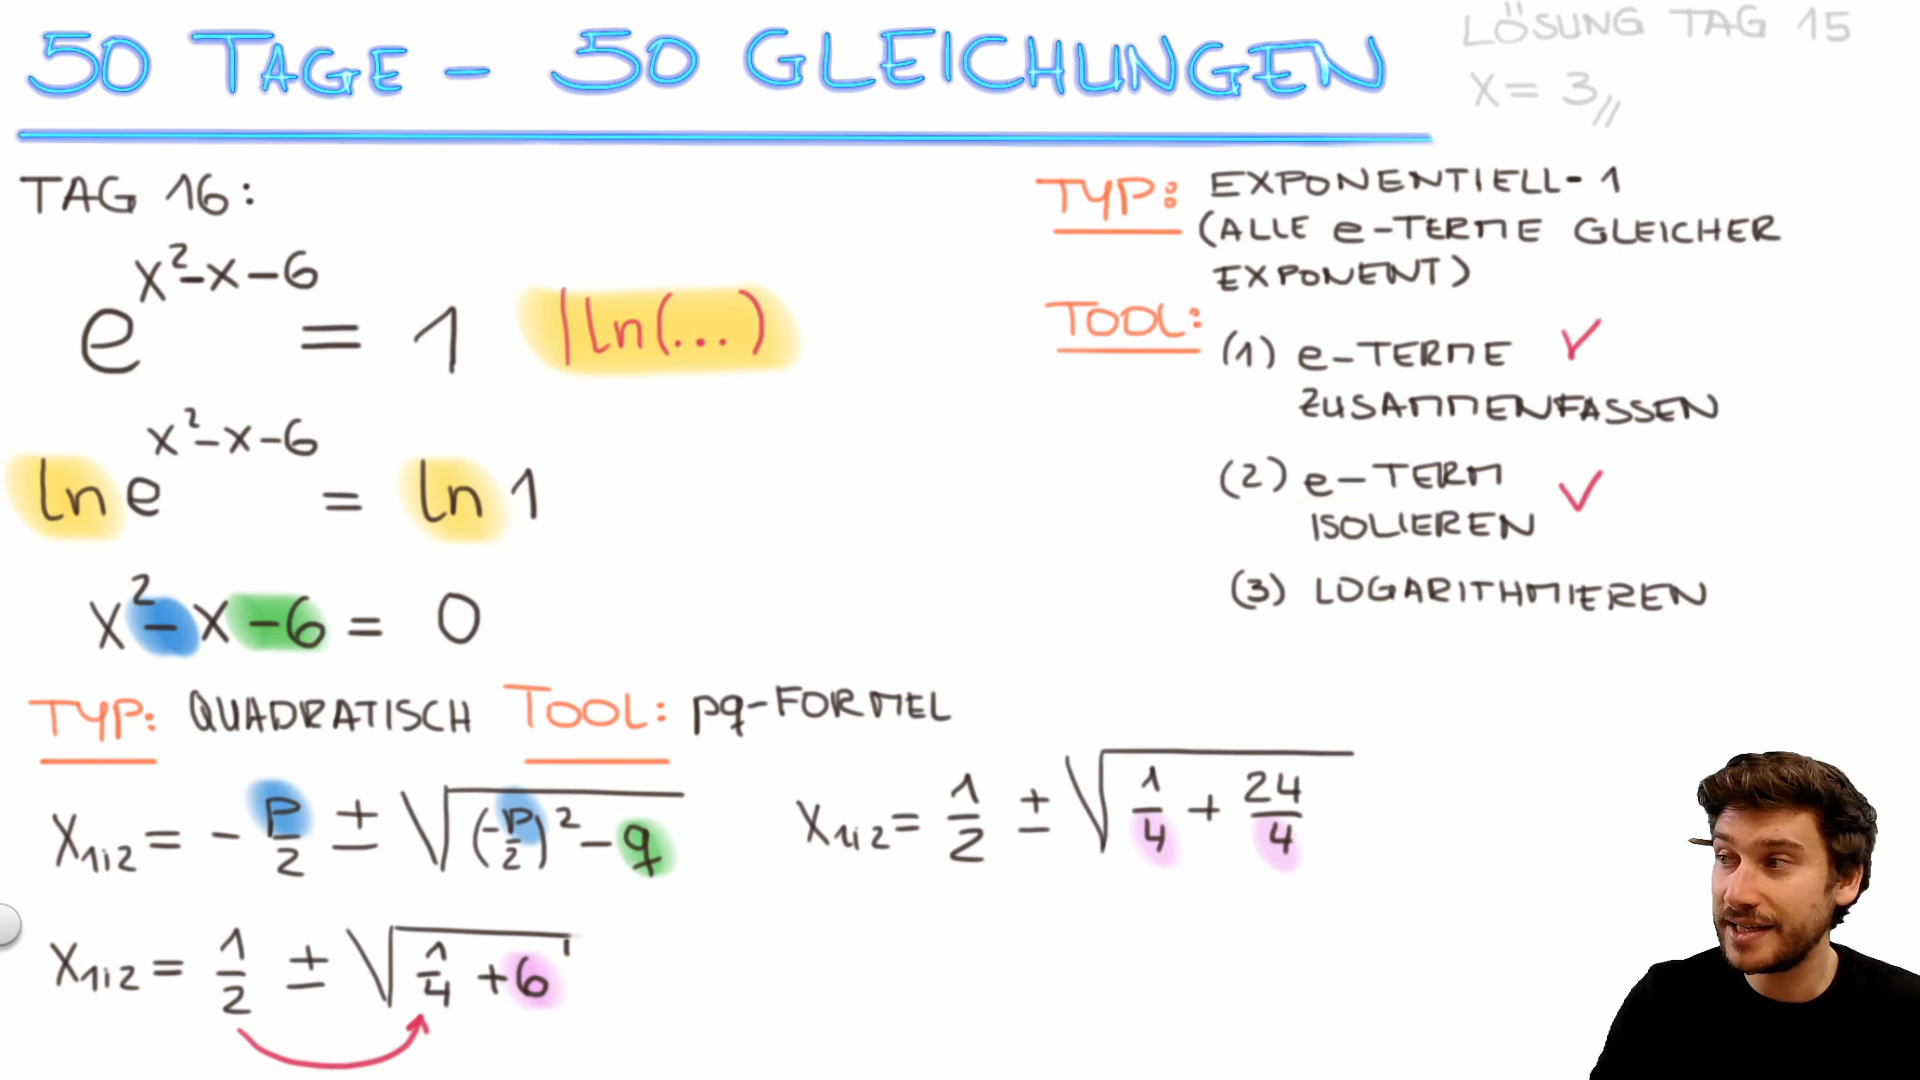 50 TAGE – 50 GLEICHUNGEN
LÖSUNG TAG 15
X = 3//
TAG 16:
e^(x²-x-6) = 1 |ln(...)
ln e^(x²-x-6) = ln 1
x²-x-6 = 0
TYP: QUADRATISCH TOOL: pq-FORMEL
X₁;₂ = - p/2 ± √((-p/2)² - q)
X₁;₂ = 1/2 ± √(1/4 + 6)
X₁;₂ = 1/2 ± √(1/4 + 24/4)
TYP: EXPONENTIELL-1
(ALLE e-TERME GLEICHER
EXPONENT)
TOOL:
(1) e-TERME ✓
ZUSAMMENFASSEN
(2) e-TERM ✓
ISOLIEREN
(3) LOGARITHMIEREN